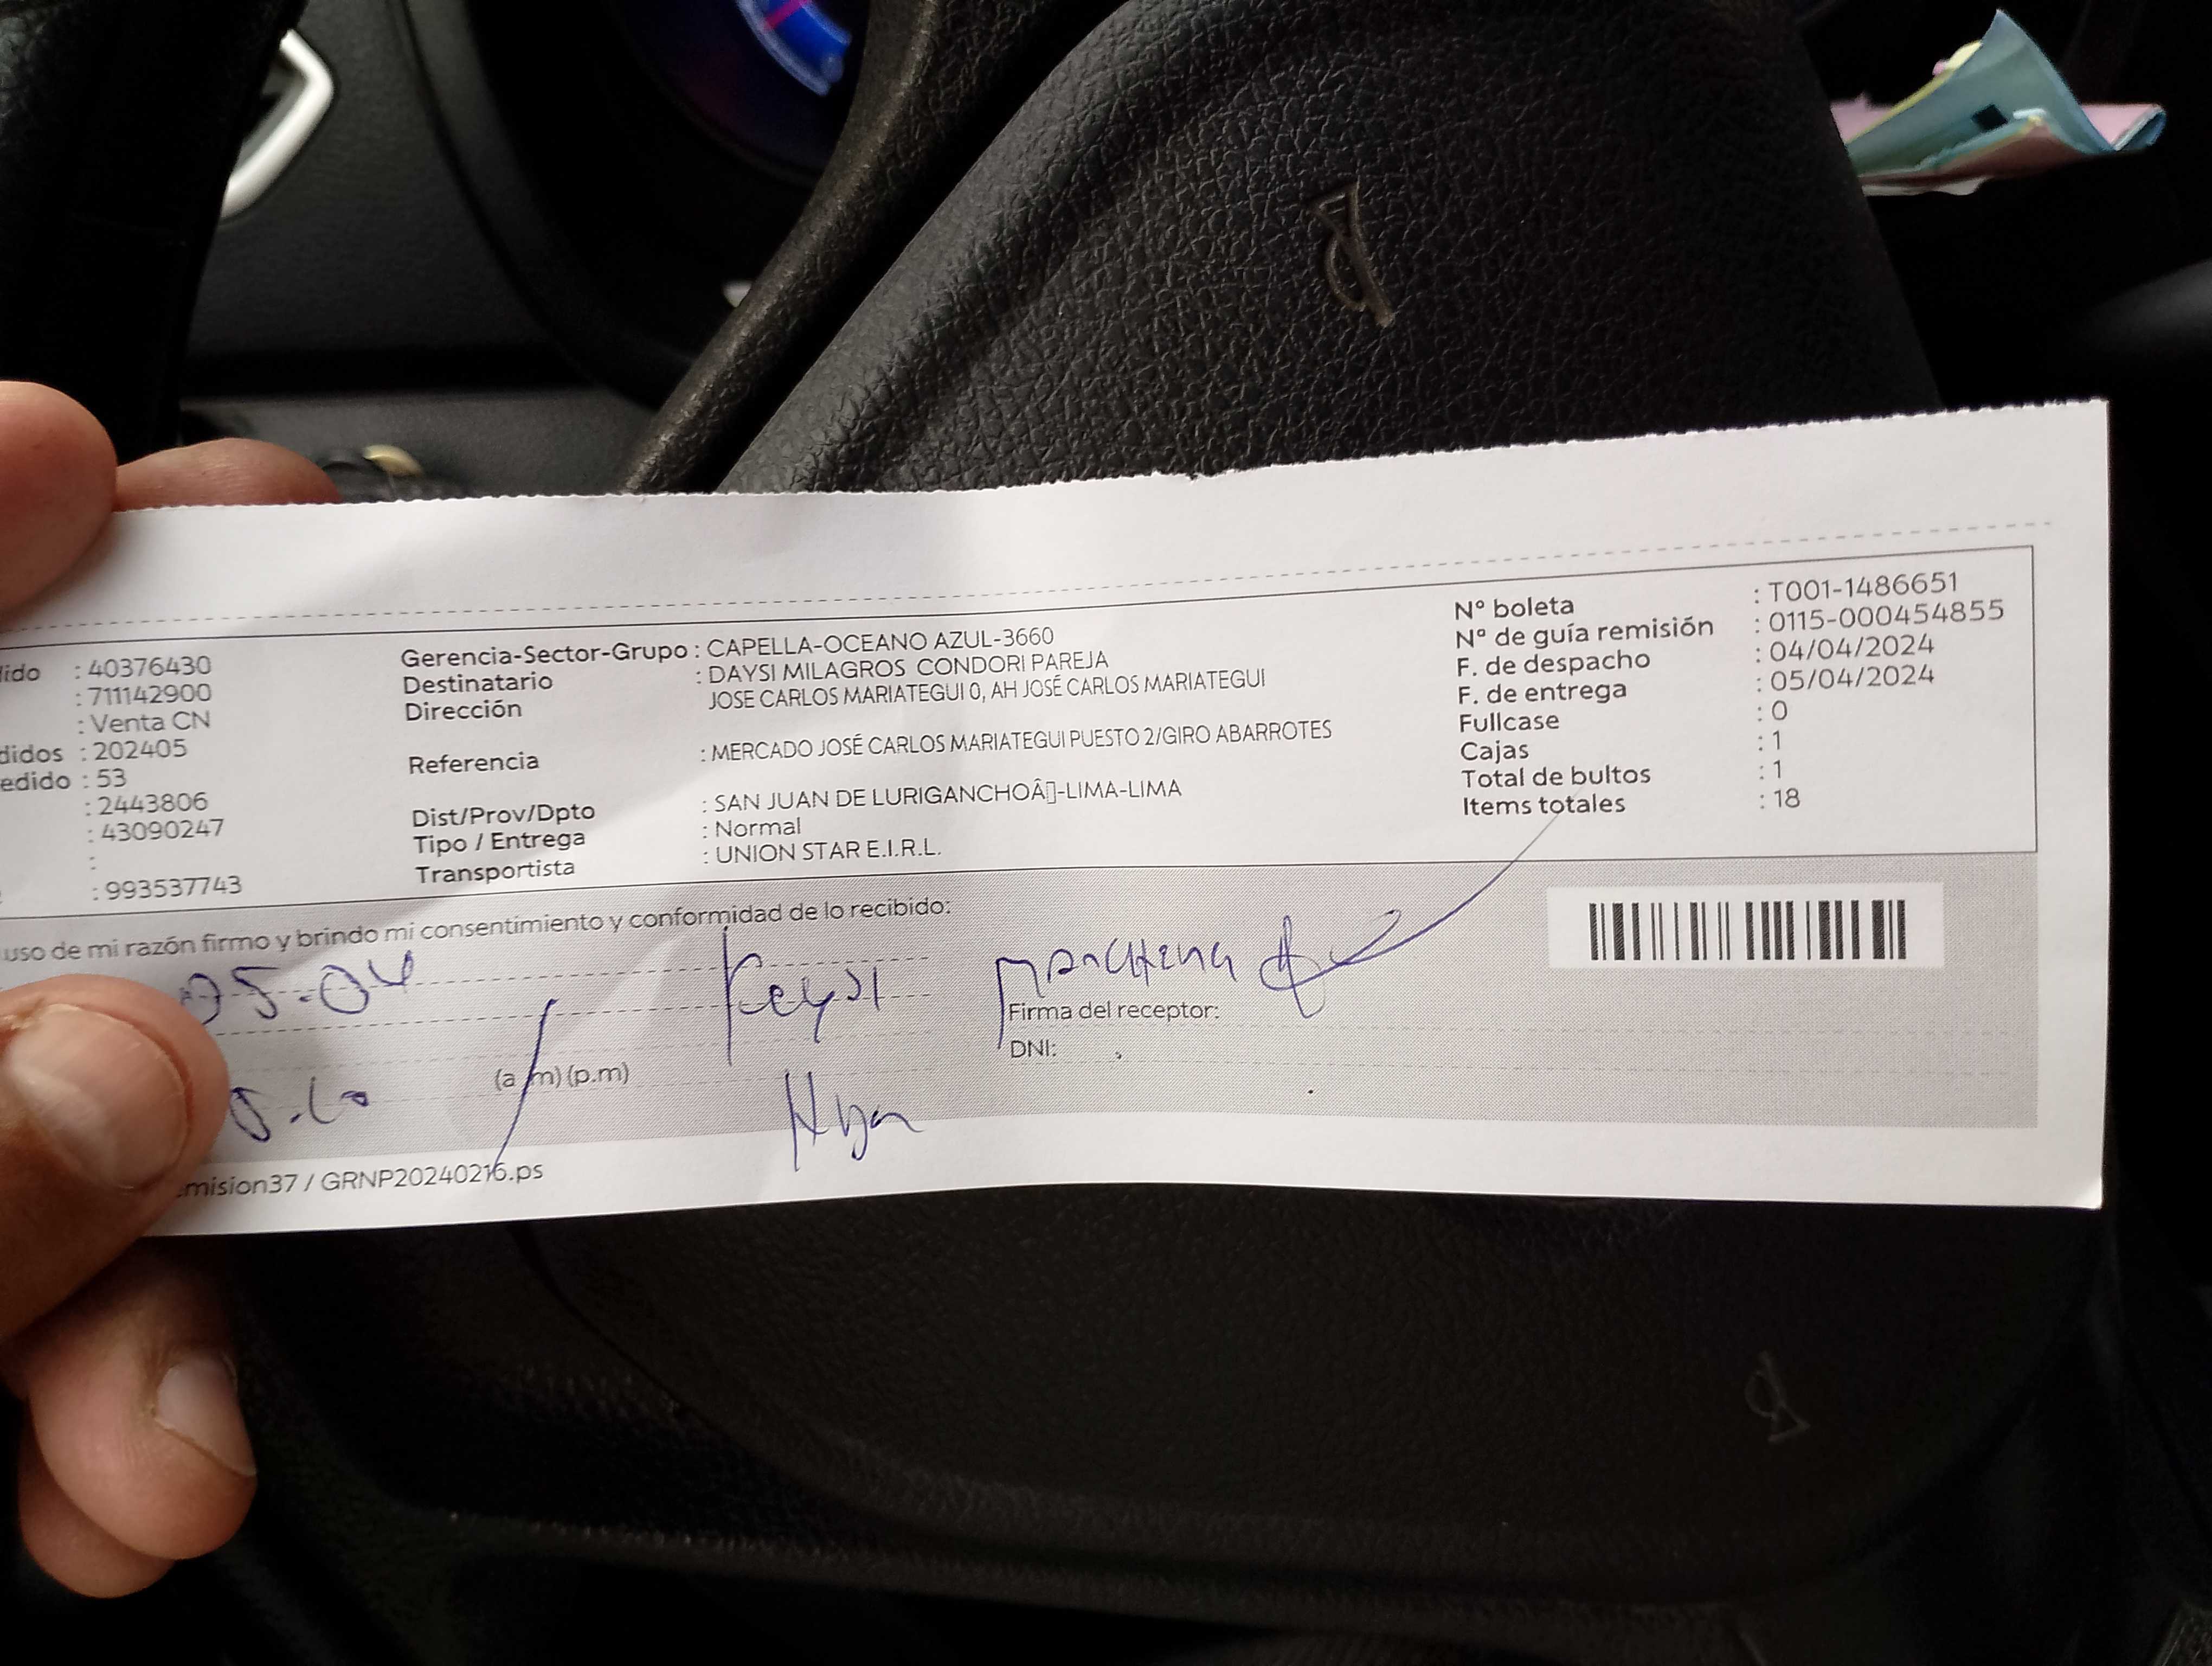 dido : 40376430
: 711142900
: Venta CN
didos : 202405
edido : 53
: 2443806
: 43090247
:
: 993537743
Gerencia-Sector-Grupo : CAPELLA-OCEANO AZUL-3660
Destinatario : DAYSI MILAGROS CONDORI PAREJA
Dirección JOSE CARLOS MARIATEGUI 0, AH JOSÉ CARLOS MARIATEGUI
Referencia : MERCADO JOSÉ CARLOS MARIATEGUI PUESTO 2/GIRO ABARROTES
Dist/Prov/Dpto : SAN JUAN DE LURIGANCHOÂ▯-LIMA-LIMA
Tipo / Entrega : Normal
Transportista : UNION STAR E.I.R.L.
N° boleta : T001-1486651
N° de guía remisión : 0115-000454855
F. de despacho : 04/04/2024
F. de entrega : 05/04/2024
Fullcase : 0
Cajas : 1
Total de bultos : 1
Items totales : 18
uso de mi razón firmo y brindo mi consentimiento y conformidad de lo recibido:
05.04
(a.m) (p.m)
Firma del receptor:
DNI:
mision37 / GRNP20240216.ps